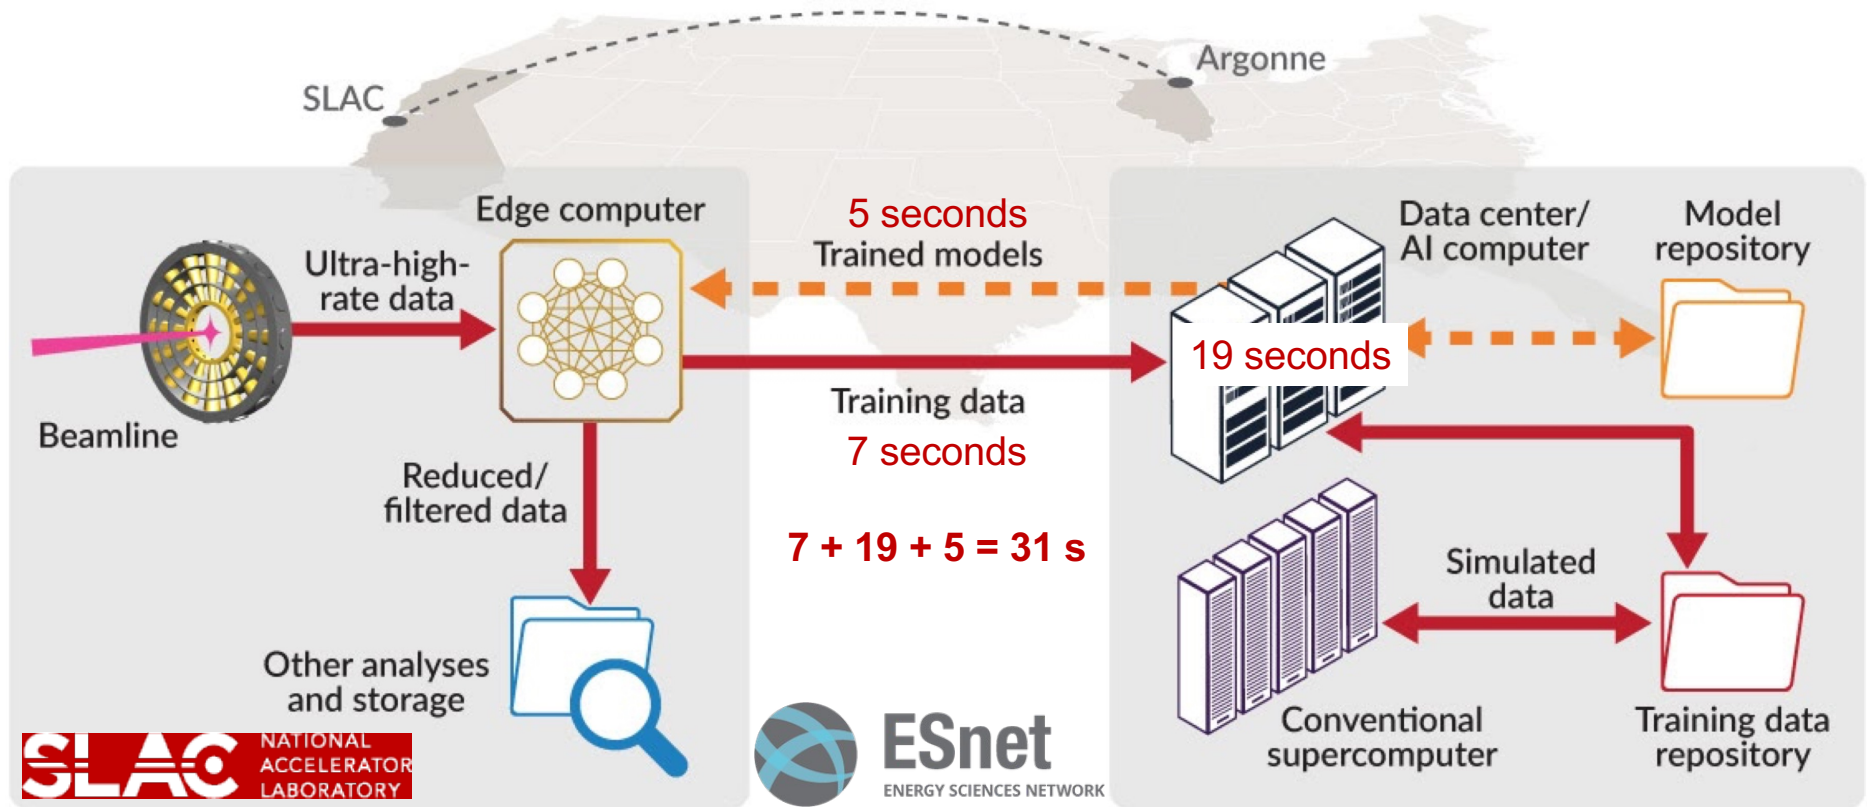 SLAC
Argonne
Edge computer
Ultra-high-
rate data
Beamline
Reduced/
filtered data
Other analyses
and storage
SLAC NATIONAL
ACCELERATOR
LABORATORY
5 seconds
Trained models
Training data
7 seconds
7 + 19 + 5 = 31 s
ESnet
ENERGY SCIENCES NETWORK
Data center/
AI computer
Model
repository
19 seconds
Simulated
data
Conventional
supercomputer
Training data
repository